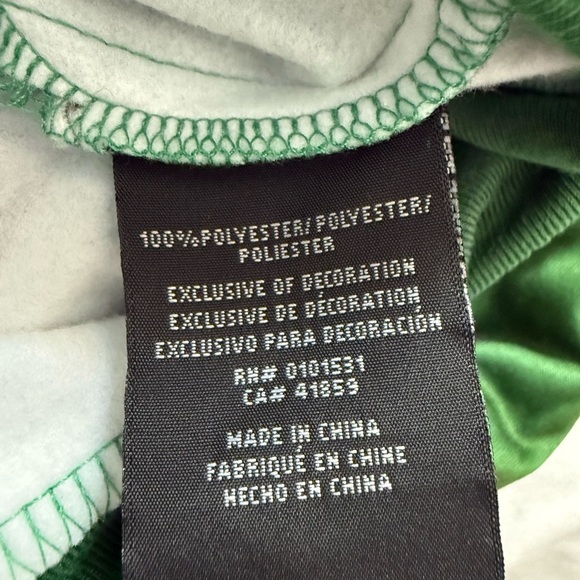 100%POLYESTER/POLYESTER/
POLIESTER
EXCLUSIVE OF DECORATION
EXCLUSIVE DE DÉCORATION
EXCLUSIVO PARA DECORACIÓN
RN# 0101531
CA# 41853
MADE IN CHINA
FABRIQUÉ EN CHINE
HECHO EN CHINA